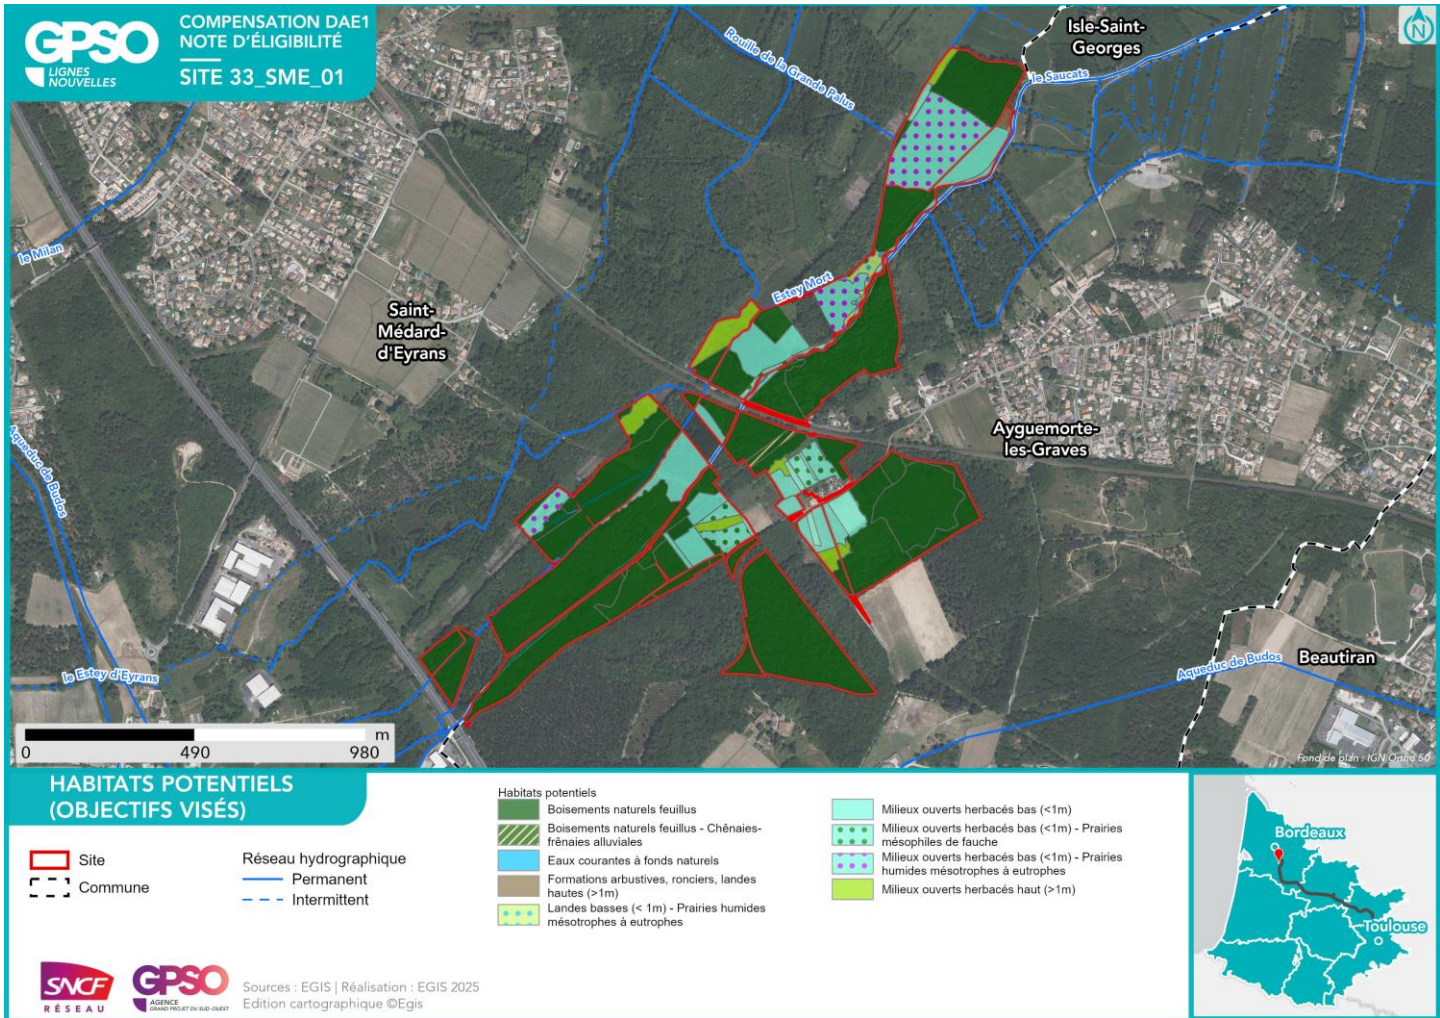 GPSO
LIGNES
NOUVELLES
COMPENSATION DAE1
NOTE D'ÉLIGIBILITÉ
SITE 33_SME_01
Isle-Saint-
Georges
N
Rouille de la Grande Palus
le Saucats
le Milan
Estey Mort
Saint-
Médard-
d'Eyrans
Ayguemorte-
les-Graves
Aqueduc de Budos
le Estey d'Eyrans
Aqueduc de Budos
Beautiran
m
0 490 980
Fond de plan : IGN Ortho 50
HABITATS POTENTIELS
(OBJECTIFS VISÉS)
Site
Commune
Réseau hydrographique
Permanent
Intermittent
Habitats potentiels
Boisements naturels feuillus
Boisements naturels feuillus - Chênaies-
frênaies alluviales
Eaux courantes à fonds naturels
Formations arbustives, ronciers, landes
hautes (>1m)
Landes basses (< 1m) - Prairies humides
mésotrophes à eutrophes
Milieux ouverts herbacés bas (<1m)
Milieux ouverts herbacés bas (<1m) - Prairies
mésophiles de fauche
Milieux ouverts herbacés bas (<1m) - Prairies
humides mésotrophes à eutrophes
Milieux ouverts herbacés haut (>1m)
Bordeaux
Toulouse
SNCF
RÉSEAU
GPSO
AGENCE
GRAND PROJET DU SUD-OUEST
Sources : EGIS | Réalisation : EGIS 2025
Edition cartographique ©Egis